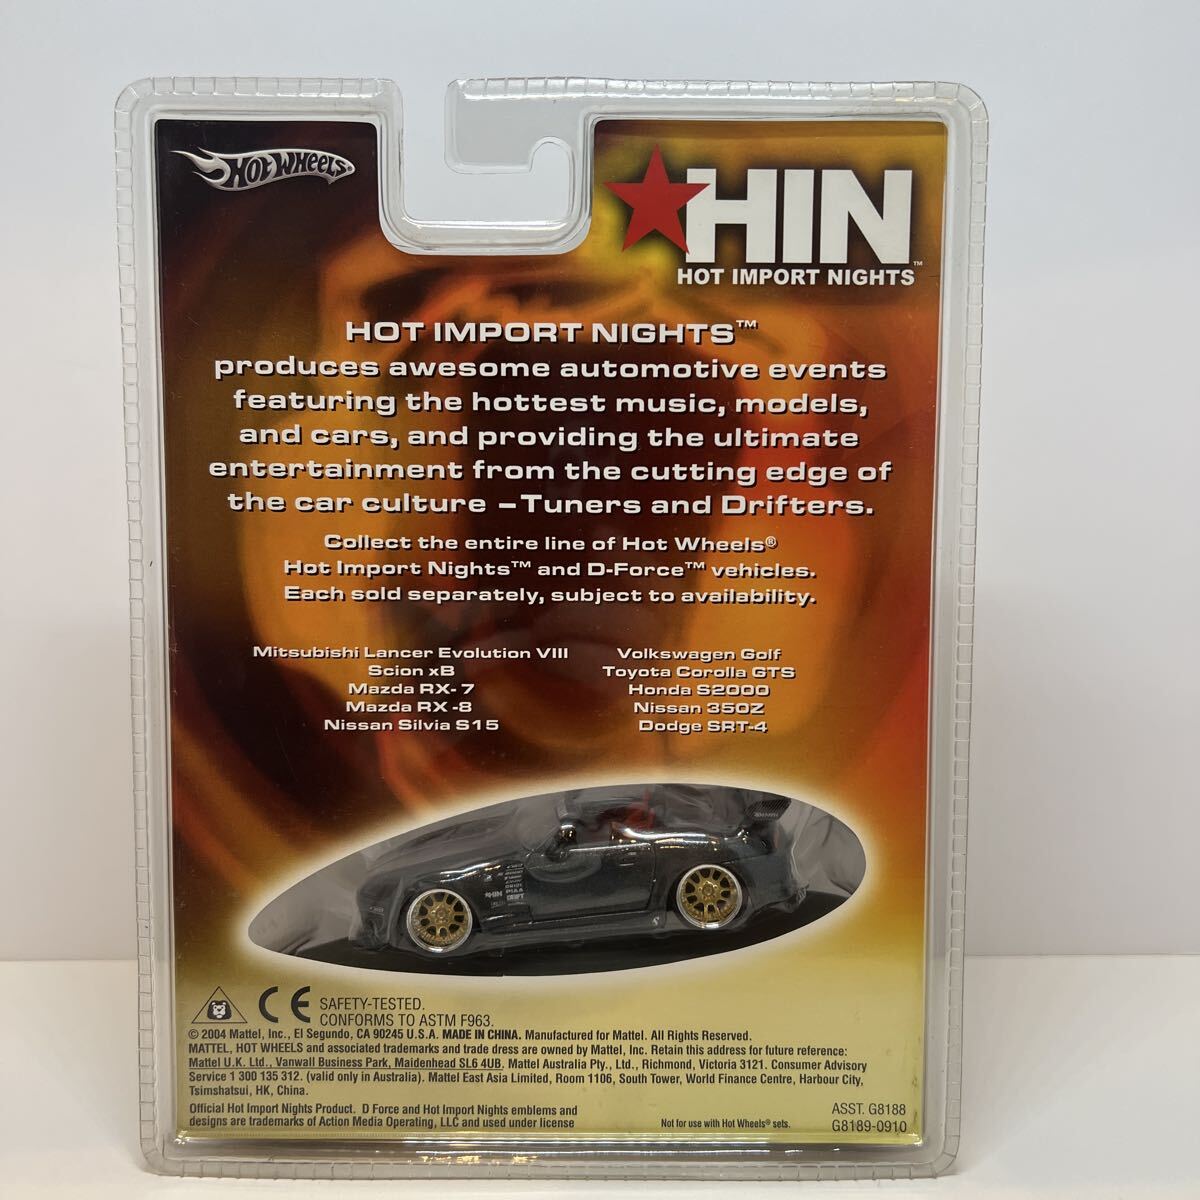 HOT WHEELS®
HIN™
HOT IMPORT NIGHTS
HOT IMPORT NIGHTS™
produces awesome automotive events
featuring the hottest music, models,
and cars, and providing the ultimate
entertainment from the cutting edge of
the car culture – Tuners and Drifters.
Collect the entire line of Hot Wheels®
Hot Import Nights™ and D-Force™ vehicles.
Each sold separately, subject to availability.
Mitsubishi Lancer Evolution VIII
Scion xB
Mazda RX- 7
Mazda RX -8
Nissan Silvia S15
Volkswagen Golf
Toyota Corolla GTS
Honda S2000
Nissan 350Z
Dodge SRT-4
HIN
PIAA
DRIFT
CE
SAFETY-TESTED.
CONFORMS TO ASTM F963.
© 2004 Mattel, Inc., El Segundo, CA 90245 U.S.A. MADE IN CHINA. Manufactured for Mattel. All Rights Reserved.
MATTEL, HOT WHEELS and associated trademarks and trade dress are owned by Mattel, Inc. Retain this address for future reference:
Mattel U.K. Ltd., Vanwall Business Park, Maidenhead SL6 4UB. Mattel Australia Pty., Ltd., Richmond, Victoria 3121. Consumer Advisory
Service 1 300 135 312. (valid only in Australia). Mattel East Asia Limited, Room 1106, South Tower, World Finance Centre, Harbour City,
Tsimshatsui, HK, China.
Official Hot Import Nights Product. D Force and Hot Import Nights emblems and
designs are trademarks of Action Media Operating, LLC and used under license
Not for use with Hot Wheels® sets.
ASST. G8188
G8189-0910